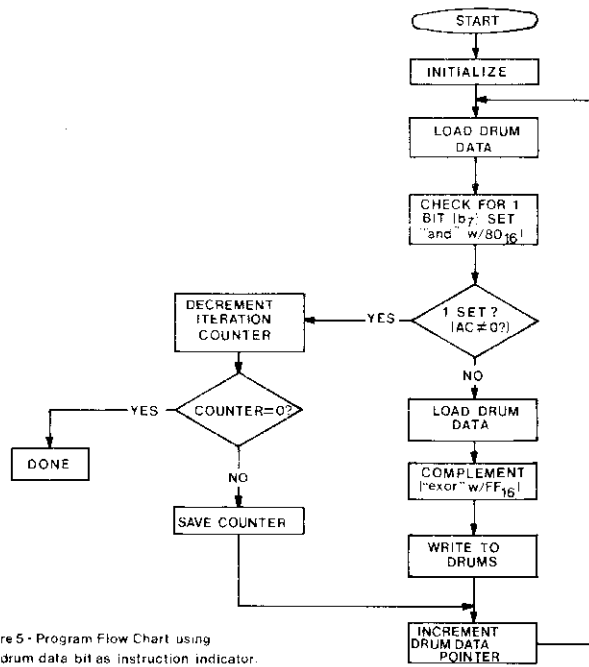 START
INITIALIZE
LOAD DRUM
DATA
CHECK FOR 1
BIT (b7) SET
"and" w/8016)
1 SET?
(AC≠0?)
YES
NO
DECREMENT
ITERATION
COUNTER
COUNTER=0?
YES
NO
DONE
SAVE COUNTER
LOAD DRUM
DATA
COMPLEMENT
("exor" w/FF16)
WRITE TO
DRUMS
INCREMENT
DRUM DATA
POINTER
re 5 - Program Flow Chart using
drum data bit as instruction indicator.